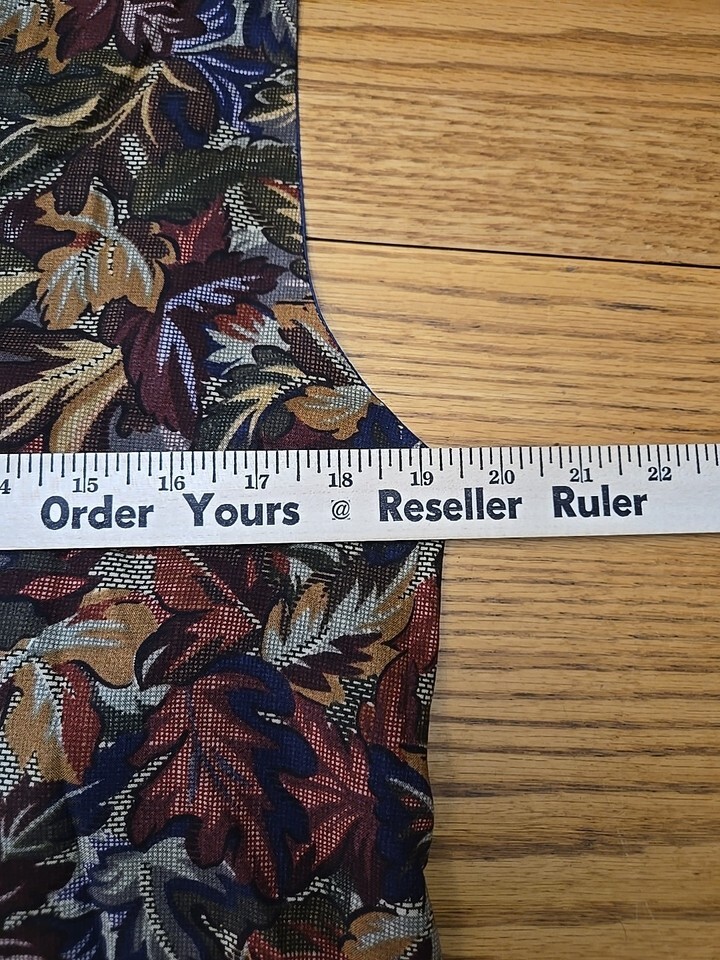 4 15 16 17 18 19 20 21 22
Order Yours @ Reseller Ruler